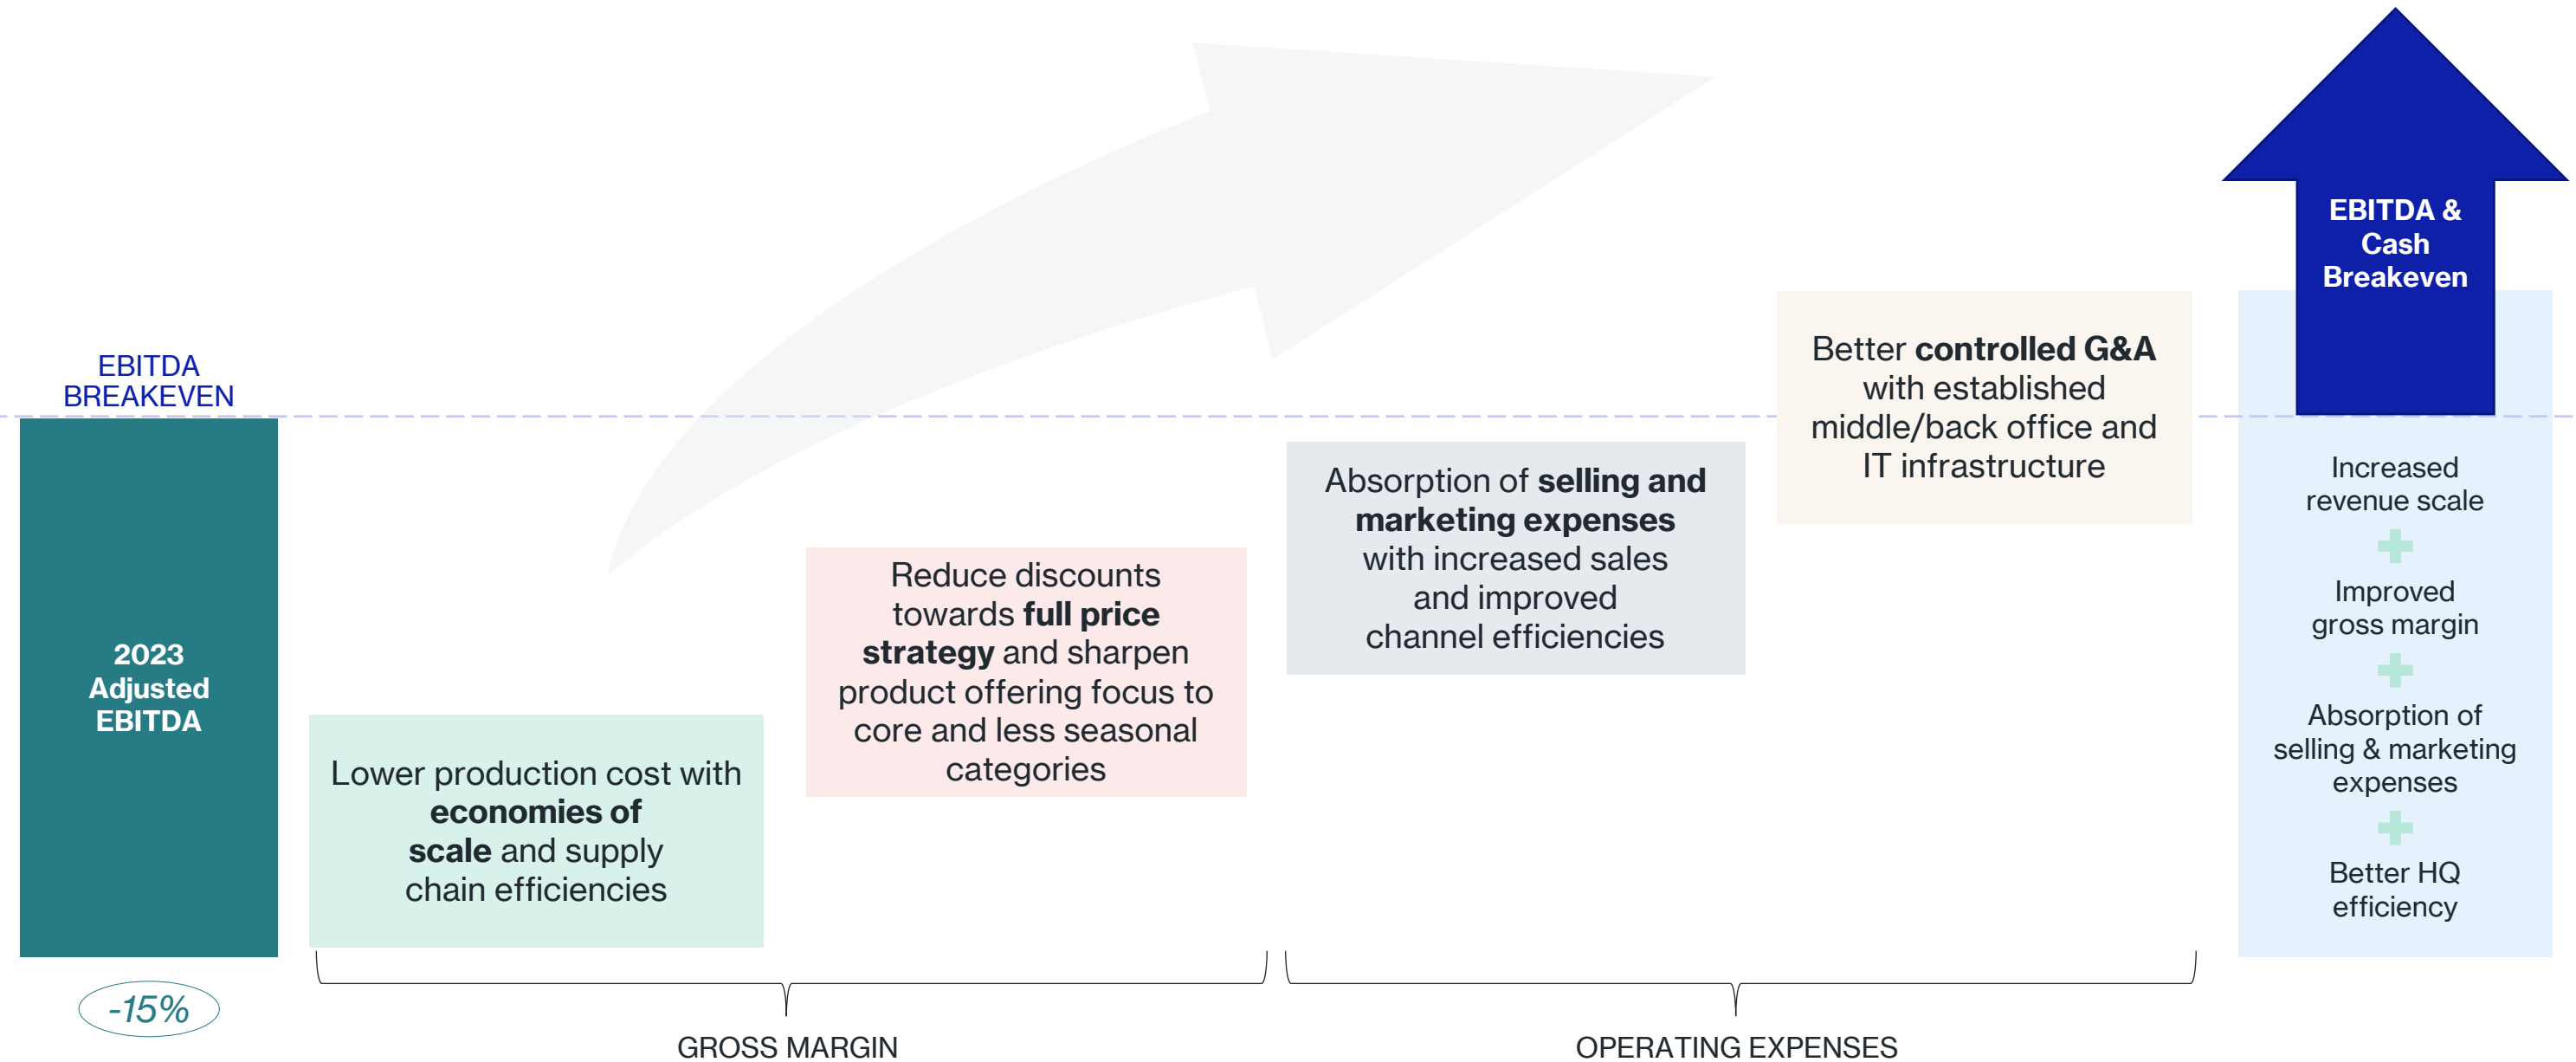 EBITDA
BREAKEVEN
2023
Adjusted
EBITDA
-15%
Lower production cost with
economies of
scale and supply
chain efficiencies
Reduce discounts
towards full price
strategy and sharpen
product offering focus to
core and less seasonal
categories
GROSS MARGIN
Absorption of selling and
marketing expenses
with increased sales
and improved
channel efficiencies
Better controlled G&A
with established
middle/back office and
IT infrastructure
OPERATING EXPENSES
EBITDA &
Cash
Breakeven
Increased
revenue scale
Improved
gross margin
Absorption of
selling & marketing
expenses
Better HQ
efficiency